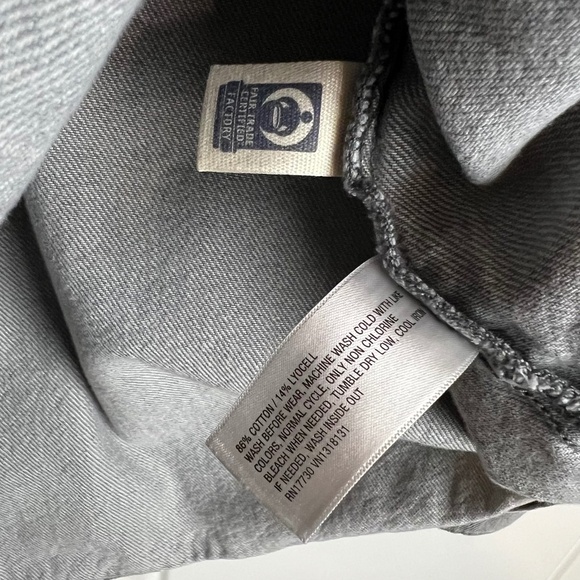 FAIR TRADE
CERTIFIED
FACTORY
86% COTTON / 14% LYOCELL
WASH BEFORE WEAR, MACHINE WASH COLD WITH LIKE
COLORS, NORMAL CYCLE, ONLY NON CHLORINE
BLEACH WHEN NEEDED, TUMBLE DRY LOW, COOL IRON
IF NEEDED, WASH INSIDE OUT
RN17730 VN1318131